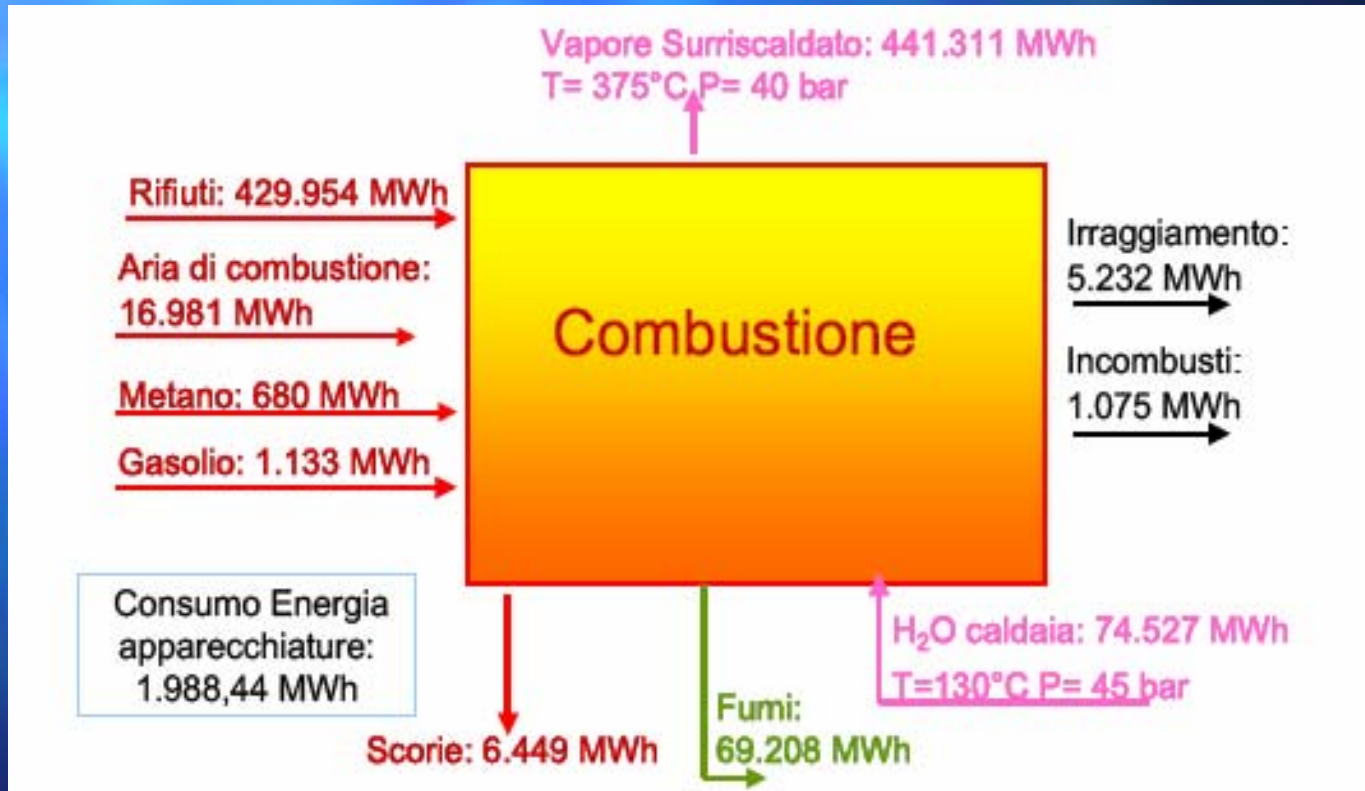 Vapore Surriscaldato: 441.311 MWh
T= 375°C P= 40 bar
Rifiuti: 429.954 MWh
Aria di combustione:
16.981 MWh
Metano: 680 MWh
Gasolio: 1.133 MWh
Combustione
Irraggiamento:
5.232 MWh
Incombusti:
1.075 MWh
Consumo Energia
apparecchiature:
1.988,44 MWh
H₂O caldaia: 74.527 MWh
T=130°C P= 45 bar
Scorie: 6.449 MWh
Fumi:
69.208 MWh